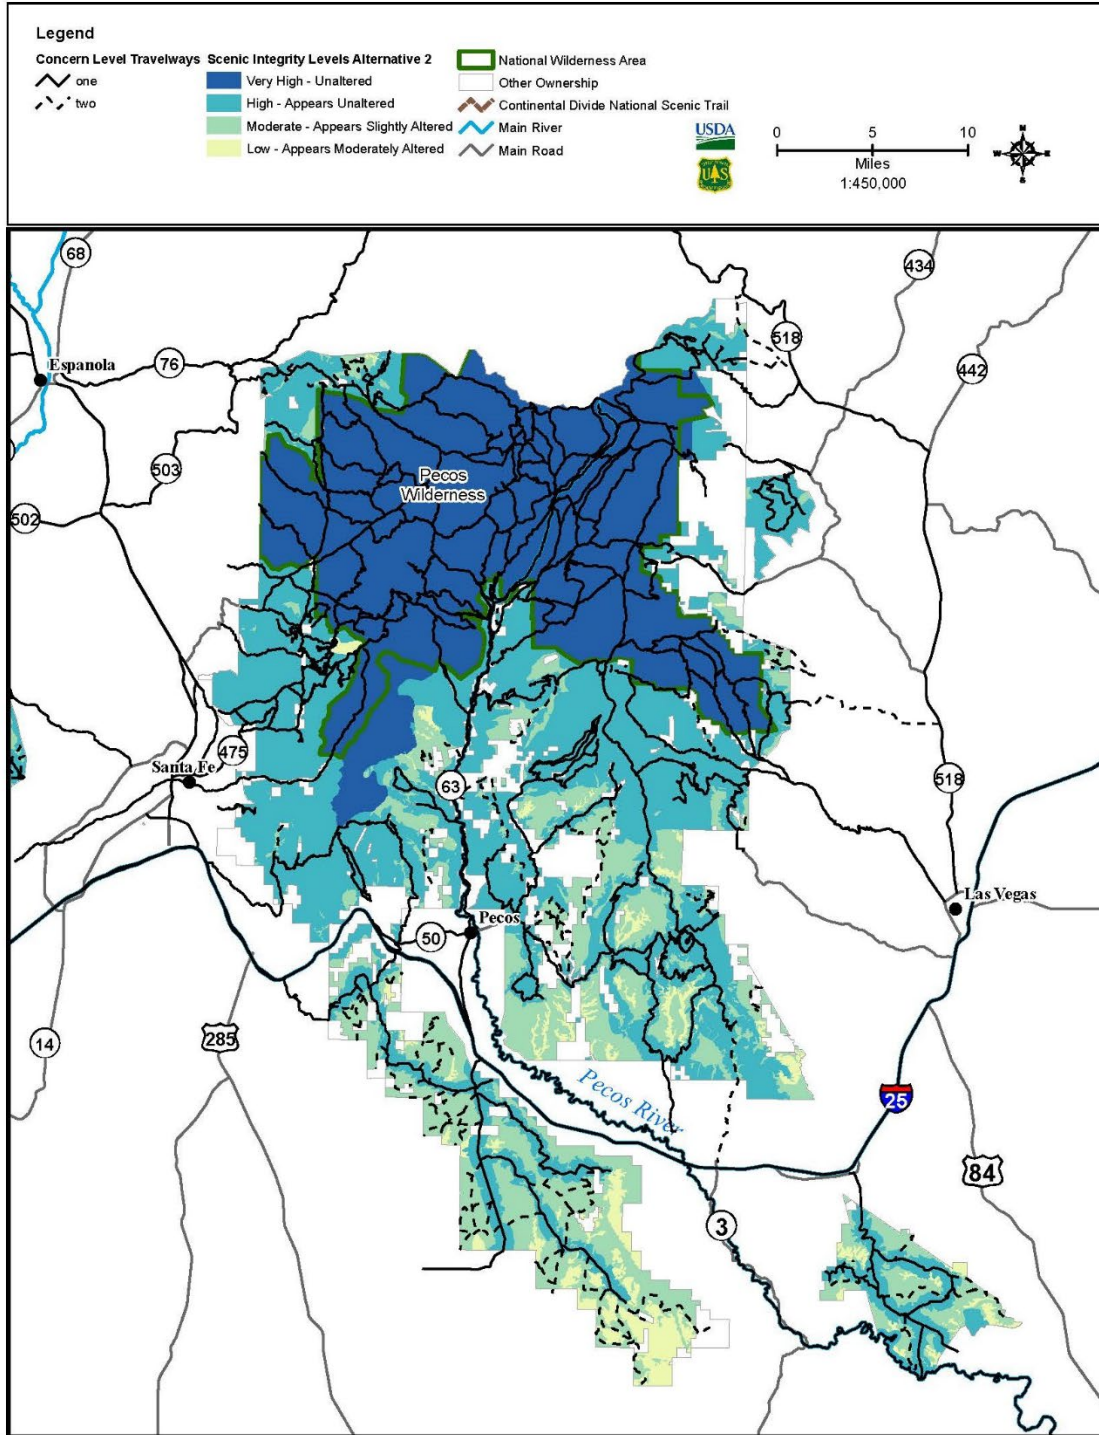 Legend
Concern Level Travelways
one
two
Scenic Integrity Levels Alternative 2
Very High - Unaltered
High - Appears Unaltered
Moderate - Appears Slightly Altered
Low - Appears Moderately Altered
National Wilderness Area
Other Ownership
Continental Divide National Scenic Trail
Main River
Main Road
USDA
U S
0 5 10
Miles
1:450,000
N
W E
S
68
434
518
76
Espanola
442
503
Pecos
Wilderness
502
475
Santa Fe
63
518
Las Vegas
Pecos
50
14
285
Pecos River
25
84
3